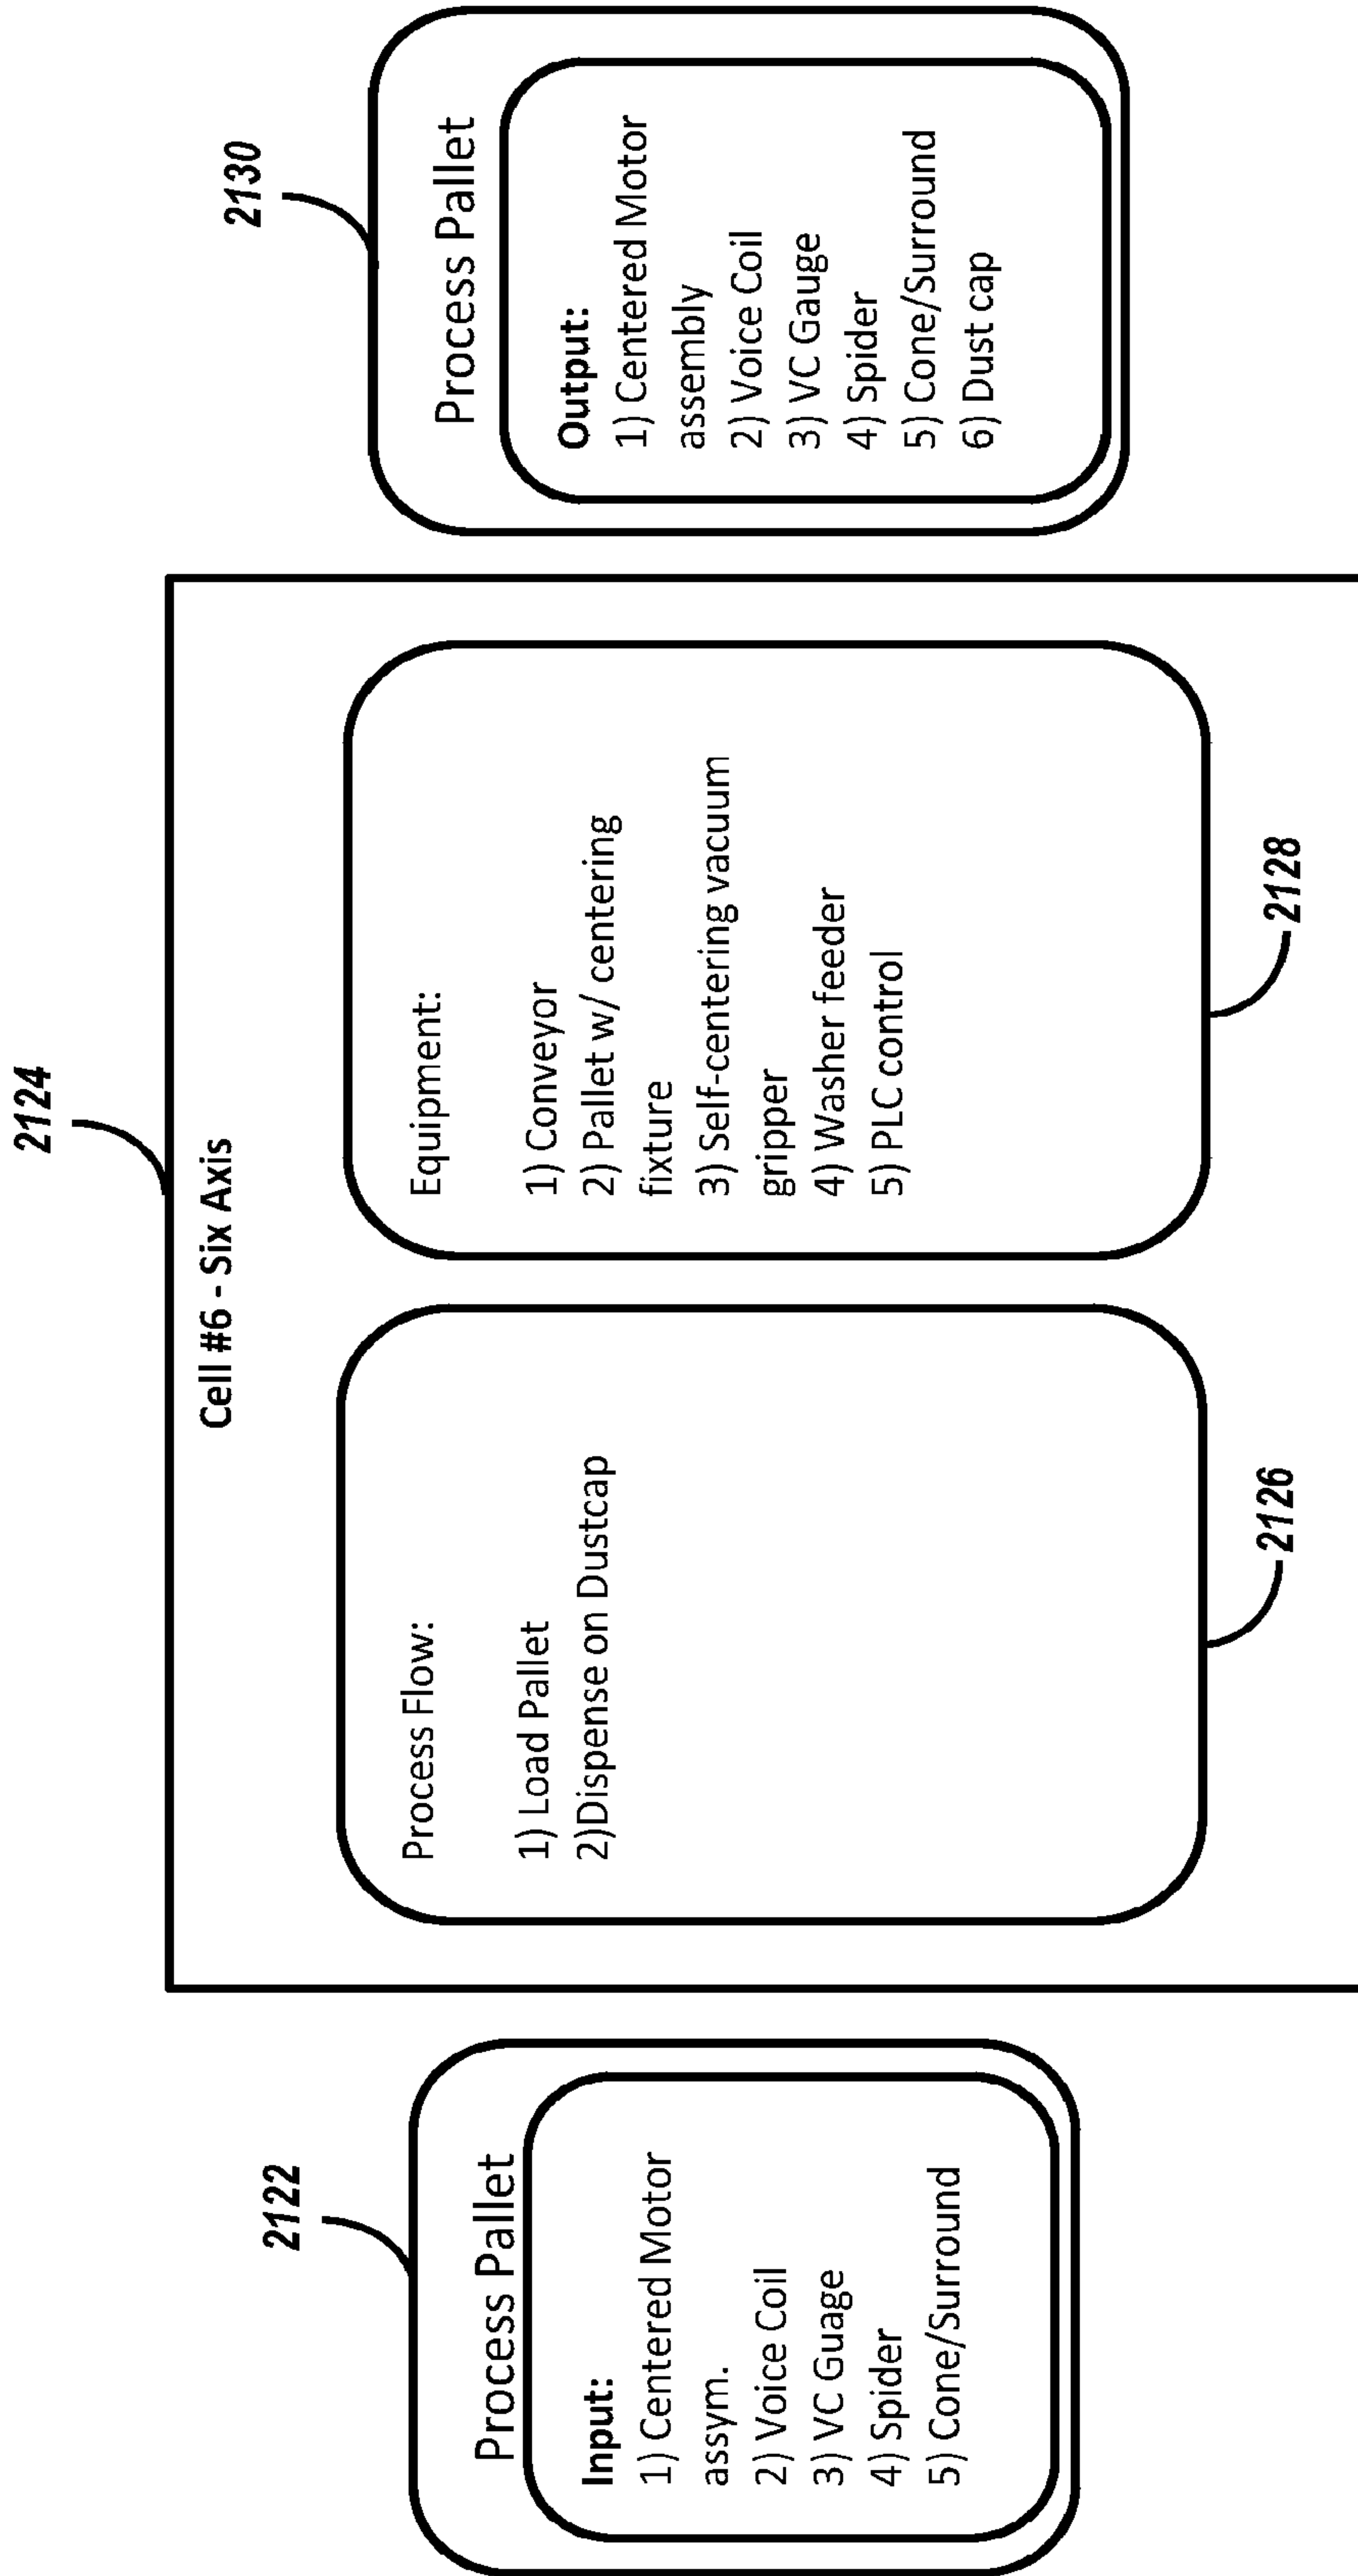 2122
Process Pallet
Input:
1) Centered Motor
assym.
2) Voice Coil
3) VC Guage
4) Spider
5) Cone/Surround
2124
Cell #6 - Six Axis
Process Flow:
1) Load Pallet
2)Dispense on Dustcap
2126
Equipment:
1) Conveyor
2) Pallet w/ centering
fixture
3) Self-centering vacuum
gripper
4) Washer feeder
5) PLC control
2128
2130
Process Pallet
Output:
1) Centered Motor
assembly
2) Voice Coil
3) VC Gauge
4) Spider
5) Cone/Surround
6) Dust cap